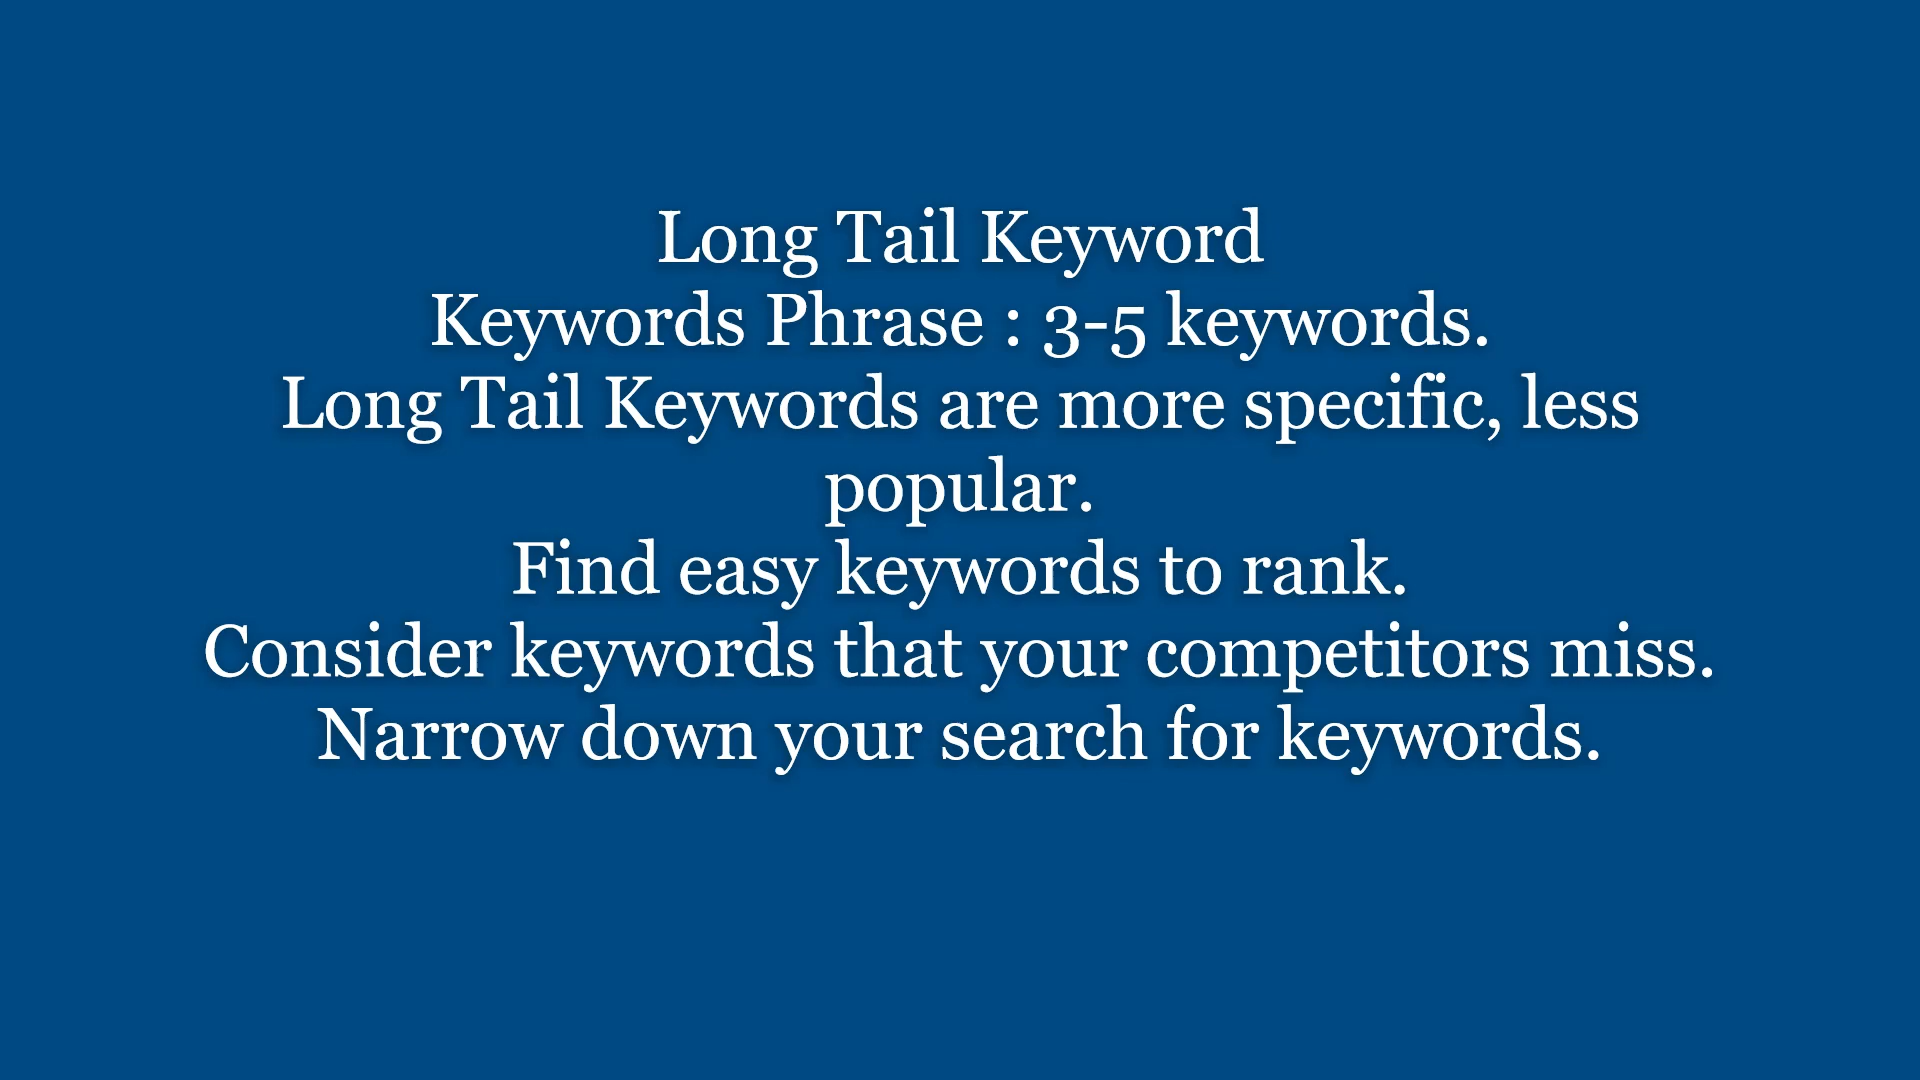 Long Tail Keyword
Keywords Phrase : 3-5 keywords.
Long Tail Keywords are more specific, less
popular.
Find easy keywords to rank.
Consider keywords that your competitors miss.
Narrow down your search for keywords.